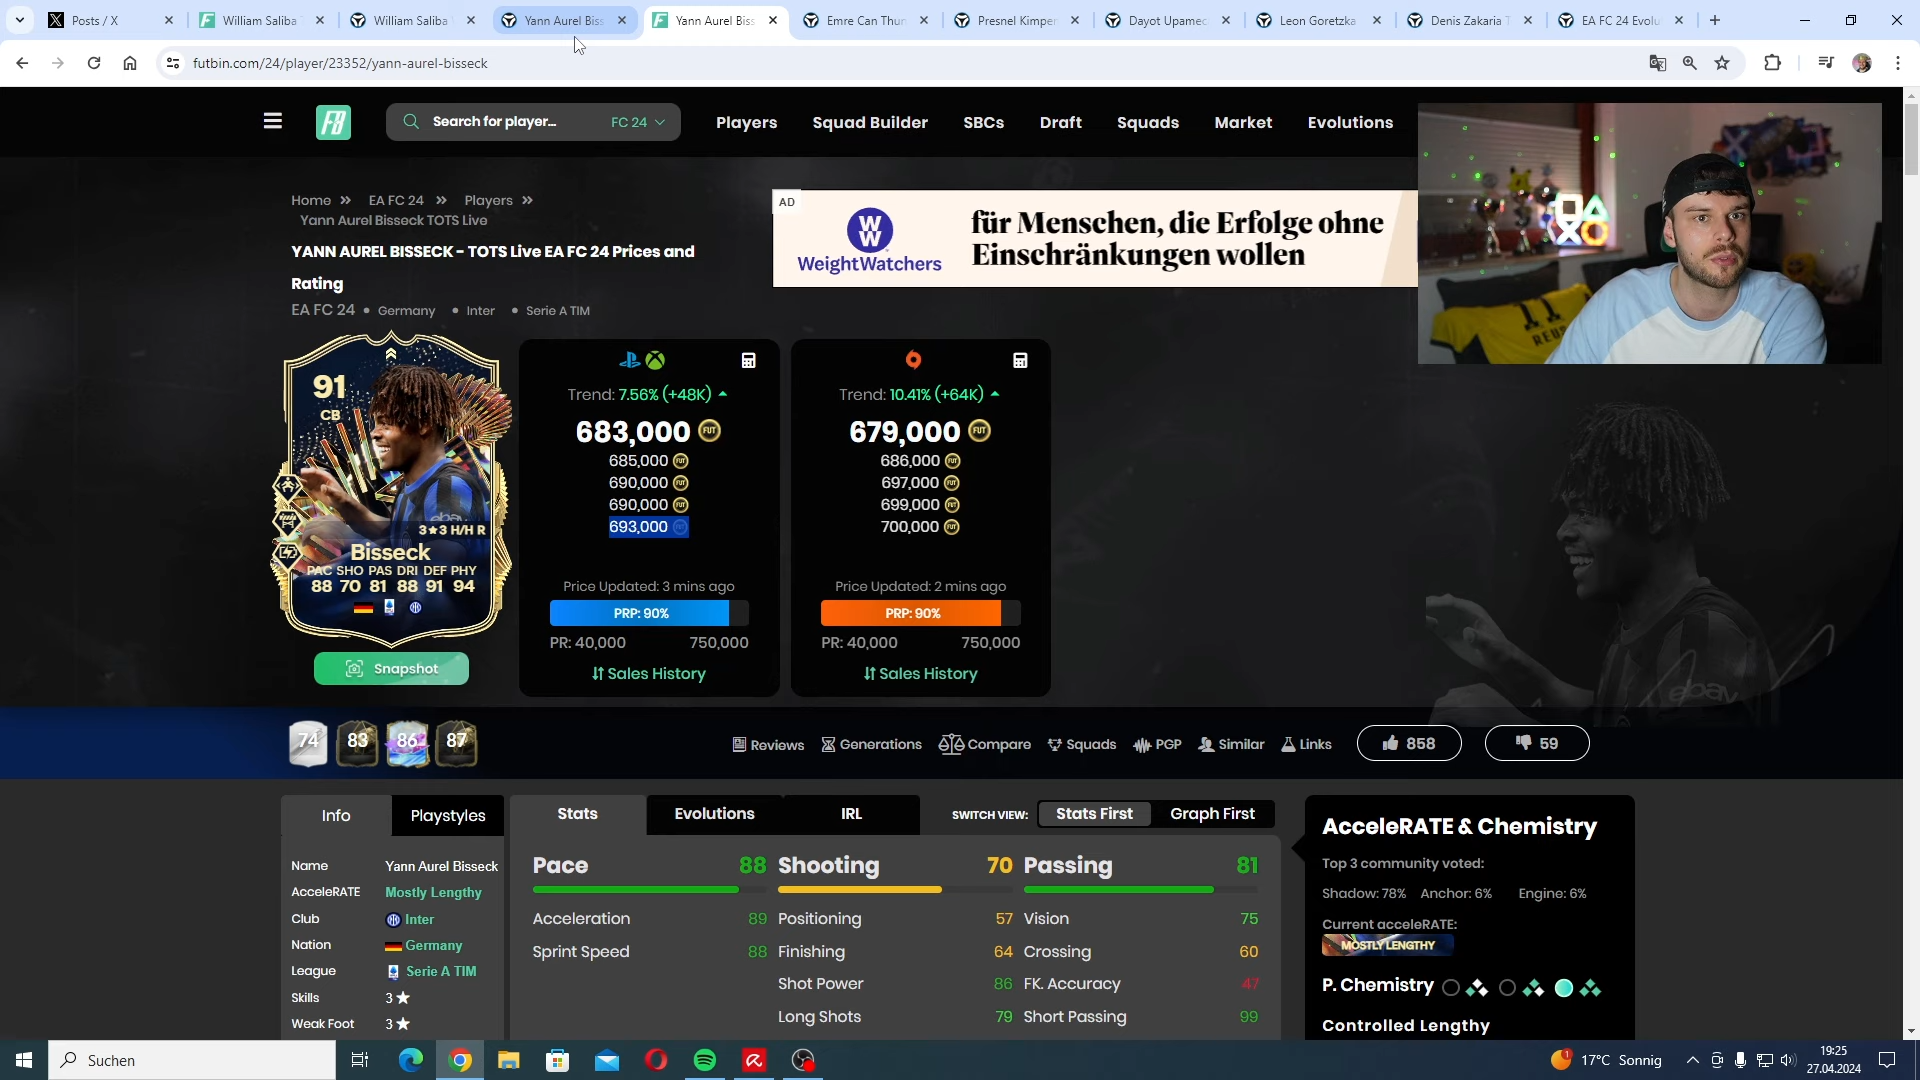 Posts / X
William Saliba
William Saliba
Yann Aurel Biss
Yann Aurel Biss
Emre Can Thun
Presnel Kimper
Dayot Upamec
Leon Goretzka
Denis Zakaria T
EA FC 24 Evolu
futbin.com/24/player/23352/yann-aurel-bisseck
Search for player...
FC 24
Players
Squad Builder
SBCs
Draft
Squads
Market
Evolutions
Home » EA FC 24 » Players »
Yann Aurel Bisseck TOTS Live
YANN AUREL BISSECK - TOTS Live EA FC 24 Prices and
Rating
EA FC 24 • Germany • Inter • Serie A TIM
AD
W
W
WeightWatchers
für Menschen, die Erfolge ohne
Einschränkungen wollen
91
CB
3★3 H/H R
Bisseck
PAC SHO PAS DRI DEF PHY
88 70 81 88 91 94
Snapshot
Trend: 7.56% (+48K)
683,000
685,000
690,000
690,000
693,000
Price Updated: 3 mins ago
PRP: 90%
PR: 40,000 750,000
Sales History
Trend: 10.41% (+64K)
679,000
686,000
697,000
699,000
700,000
Price Updated: 2 mins ago
PRP: 90%
PR: 40,000 750,000
Sales History
ebay
74 83 86 87
Reviews
Generations
Compare
Squads
PGP
Similar
Links
858
59
Info
Playstyles
Name Yann Aurel Bisseck
AcceleRATE Mostly Lengthy
Club Inter
Nation Germany
League Serie A TIM
Skills 3★
Weak Foot 3★
Stats
Evolutions
IRL
SWITCH VIEW:
Stats First
Graph First
Pace 88
Acceleration 89
Sprint Speed 88
Shooting 70
Positioning 57
Finishing 64
Shot Power 86
Long Shots 79
Passing 81
Vision 75
Crossing 60
FK. Accuracy 47
Short Passing 99
AcceleRATE & Chemistry
Top 3 community voted:
Shadow: 78% Anchor: 6% Engine: 6%
Current acceleRATE:
MOSTLY LENGTHY
P. Chemistry
Controlled Lengthy
Suchen
17°C Sonnig
19:25
27.04.2024